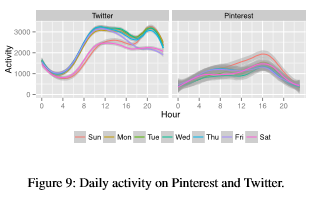 Twitter Pinterest
3000
2000
1000
0
Activity
0 4 8 12 16 20 0 4 8 12 16 20
Hour
Sun Mon Tue Wed Thu Fri Sat
Figure 9: Daily activity on Pinterest and Twitter.